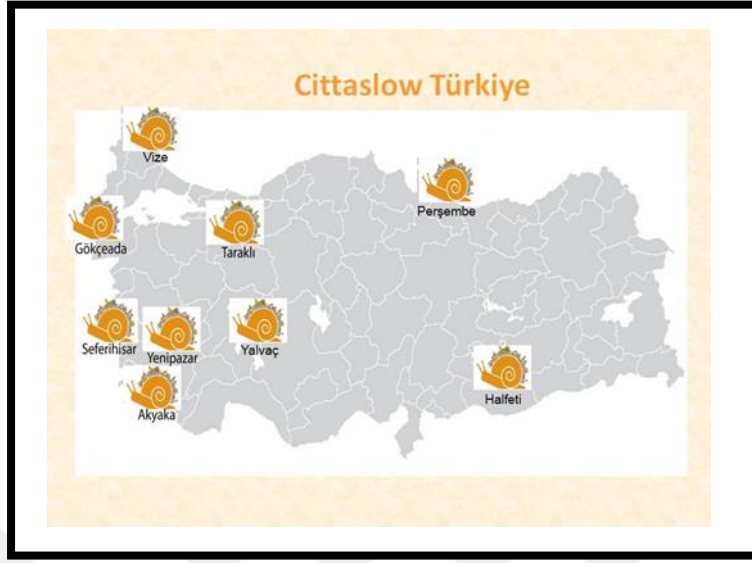 Cittaslow Türkiye
Vize
Perşembe
Gökçeada
Taraklı
Seferihisar
Yenipazar
Yalvaç
Akyaka
Halfeti